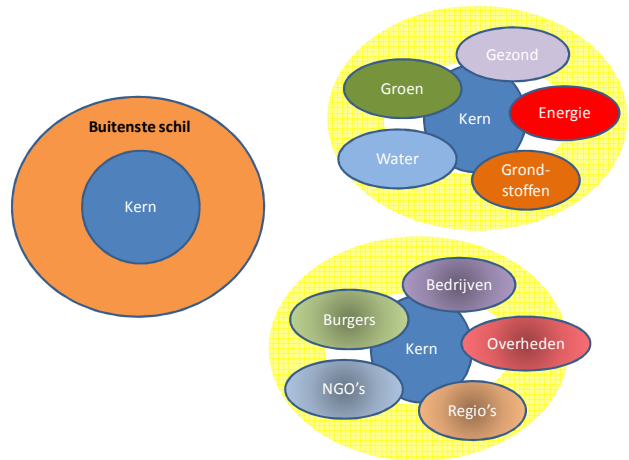 Buitenste schil
Kern
Gezond
Groen
Kern
Energie
Water
Grond-
stoffen
Bedrijven
Burgers
Kern
Overheden
NGO's
Regio's